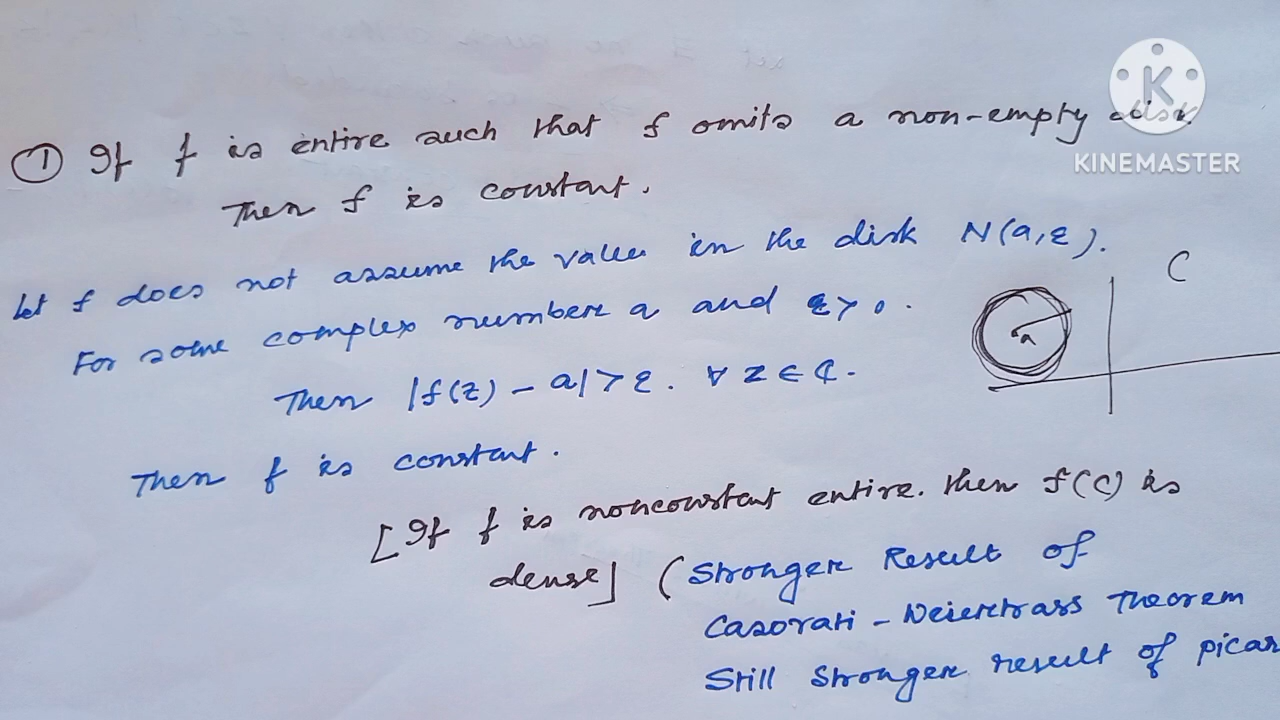 ① If f is entire such that f omits a non-empty disk
K
KINEMASTER
Then f is constant.
Let f does not assume the value in the disk N(a, ε).
For some complex number a and ε > 0.
C
a
Then |f(z) - a| > ε. ∀ z ∈ ℂ.
Then f is constant.
[If f is nonconstant entire. then f(C) is
dense] (Stronger Result of
Casorati - Weierstrass Theorem
Still stronger result of picar